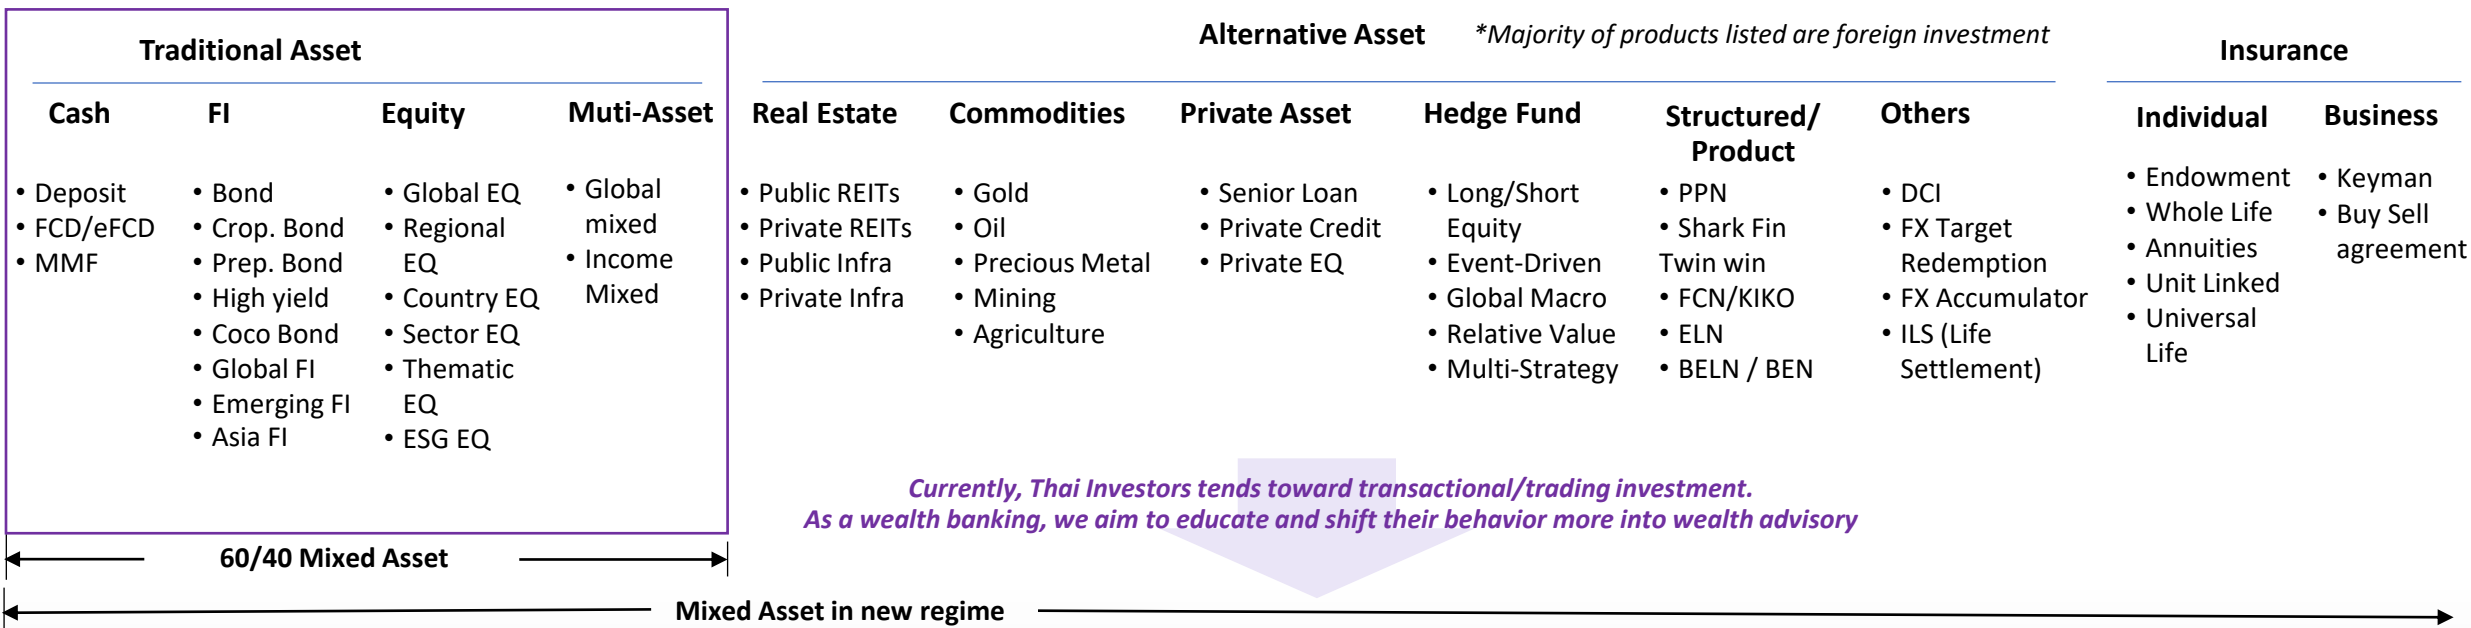 Traditional Asset
Cash
• Deposit
• FCD/eFCD
• MMF
FI
• Bond
• Crop. Bond
• Prep. Bond
• High yield
• Coco Bond
• Global FI
• Emerging FI
• Asia FI
Equity
• Global EQ
• Regional
EQ
• Country EQ
• Sector EQ
• Thematic
EQ
• ESG EQ
Muti-Asset
• Global
mixed
• Income
Mixed
Alternative Asset
*Majority of products listed are foreign investment
Real Estate
• Public REITs
• Private REITs
• Public Infra
• Private Infra
Commodities
• Gold
• Oil
• Precious Metal
• Mining
• Agriculture
Private Asset
• Senior Loan
• Private Credit
• Private EQ
Hedge Fund
• Long/Short
Equity
• Event-Driven
• Global Macro
• Relative Value
• Multi-Strategy
Structured/
Product
• PPN
• Shark Fin
Twin win
• FCN/KIKO
• ELN
• BELN / BEN
Others
• DCI
• FX Target
Redemption
• FX Accumulator
• ILS (Life
Settlement)
Insurance
Individual
• Endowment
• Whole Life
• Annuities
• Unit Linked
• Universal
Life
Business
• Keyman
• Buy Sell
agreement
Currently, Thai Investors tends toward transactional/trading investment.
As a wealth banking, we aim to educate and shift their behavior more into wealth advisory
60/40 Mixed Asset
Mixed Asset in new regime